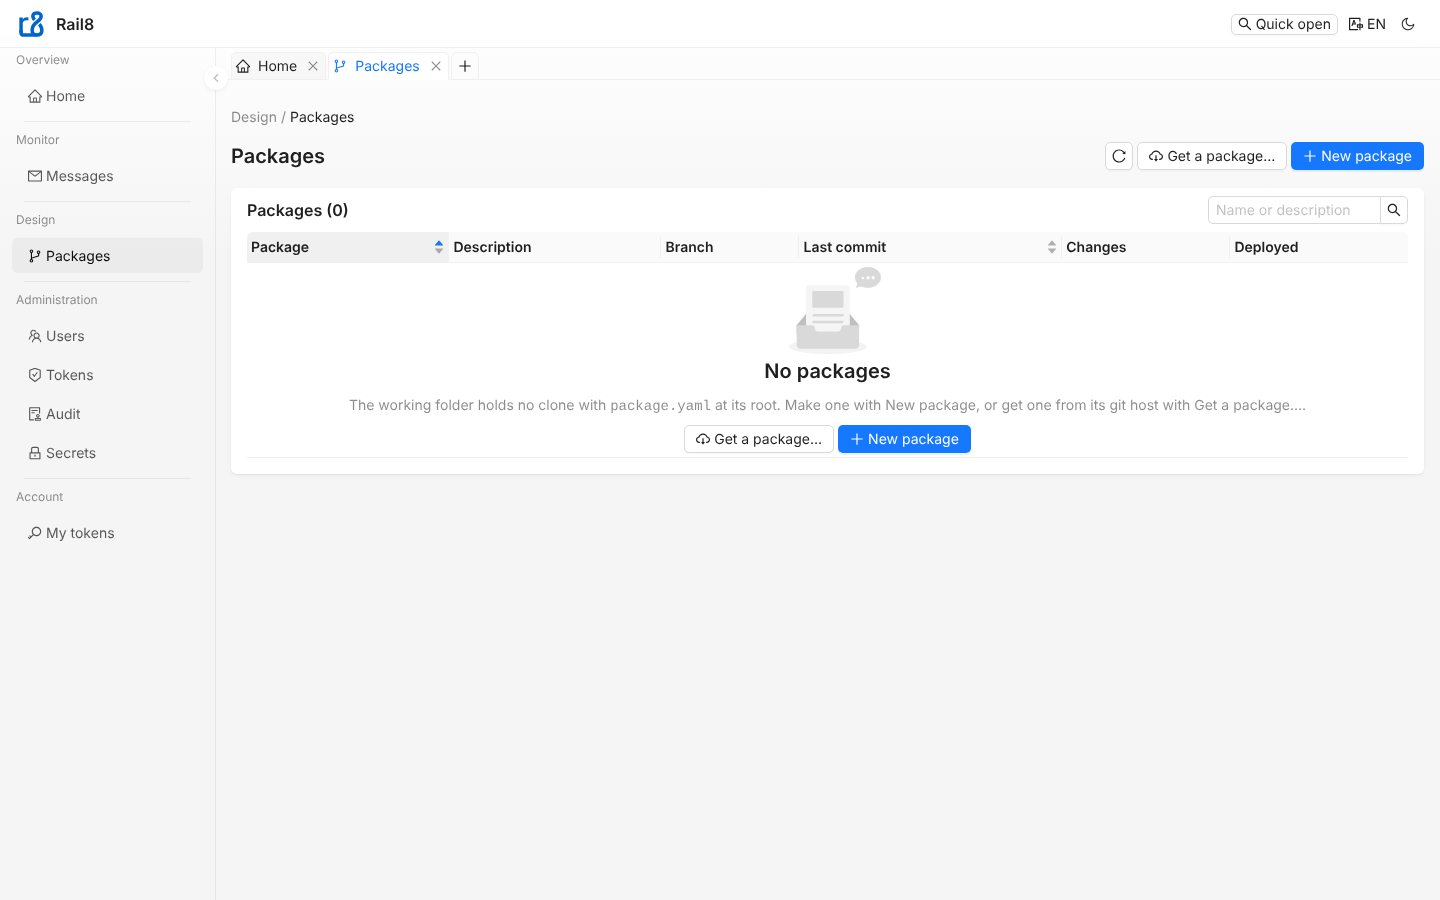 Rail8
Quick open
EN
Overview
Home
Monitor
Messages
Design
Packages
Administration
Users
Tokens
Audit
Secrets
Account
My tokens
Home
Packages
Design / Packages
Packages
Get a package...
New package
Packages (0)
Name or description
Package
Description
Branch
Last commit
Changes
Deployed
No packages
The working folder holds no clone with package.yaml at its root. Make one with New package, or get one from its git host with Get a package....
Get a package...
New package